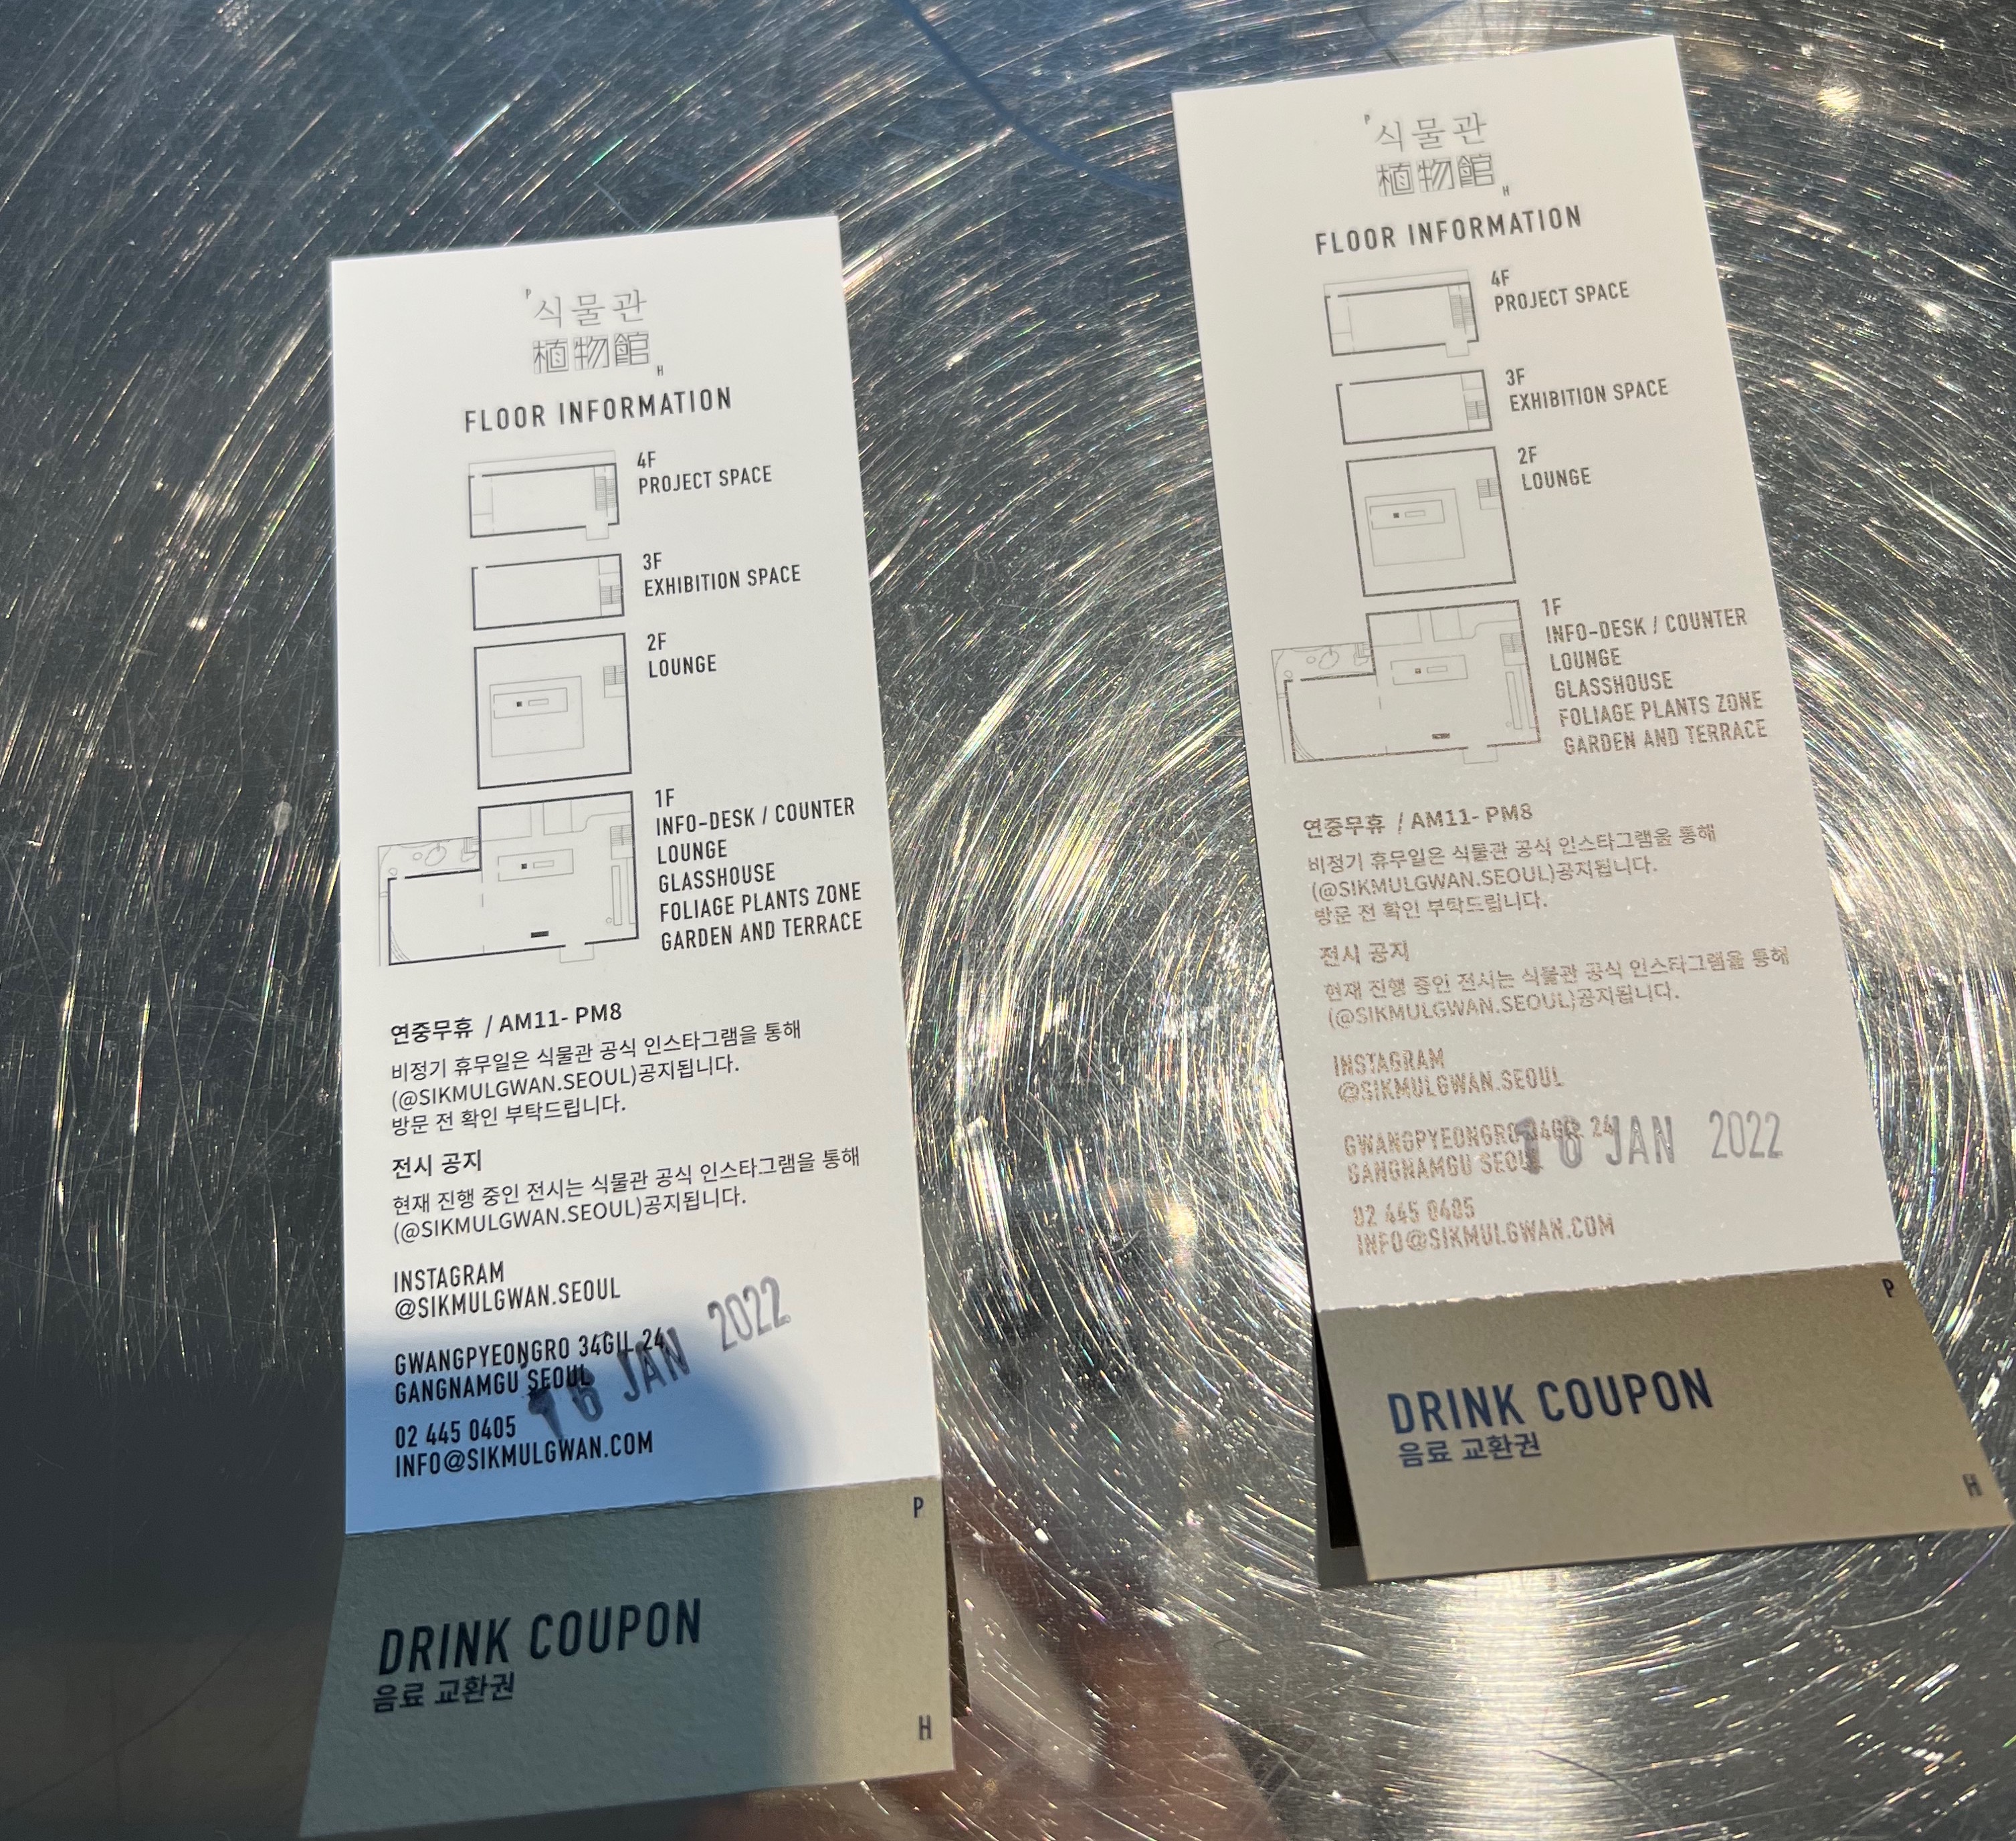 P
식물관
植物館
H
FLOOR INFORMATION
4F
PROJECT SPACE
3F
EXHIBITION SPACE
2F
LOUNGE
1F
INFO-DESK / COUNTER
LOUNGE
GLASSHOUSE
FOLIAGE PLANTS ZONE
GARDEN AND TERRACE
연중무휴 / AM11- PM8
비정기 휴무일은 식물관 공식 인스타그램을 통해
(@SIKMULGWAN.SEOUL)공지됩니다.
방문 전 확인 부탁드립니다.
전시 공지
현재 진행 중인 전시는 식물관 공식 인스타그램을 통해
(@SIKMULGWAN.SEOUL)공지됩니다.
INSTAGRAM
@SIKMULGWAN.SEOUL
GWANGPYEONGRO 34GIL 24
GANGNAMGU SEOUL
16 JAN 2022
02 445 0405
INFO@SIKMULGWAN.COM
P
DRINK COUPON
음료 교환권
H
P
식물관
植物館
H
FLOOR INFORMATION
4F
PROJECT SPACE
3F
EXHIBITION SPACE
2F
LOUNGE
1F
INFO-DESK / COUNTER
LOUNGE
GLASSHOUSE
FOLIAGE PLANTS ZONE
GARDEN AND TERRACE
연중무휴 / AM11- PM8
비정기 휴무일은 식물관 공식 인스타그램을 통해
(@SIKMULGWAN.SEOUL)공지됩니다.
방문 전 확인 부탁드립니다.
전시 공지
현재 진행 중인 전시는 식물관 공식 인스타그램을 통해
(@SIKMULGWAN.SEOUL)공지됩니다.
INSTAGRAM
@SIKMULGWAN.SEOUL
GWANGPYEONGRO 34GIL 24
GANGNAMGU SEOUL
16 JAN 2022
02 445 0405
INFO@SIKMULGWAN.COM
P
DRINK COUPON
음료 교환권
H